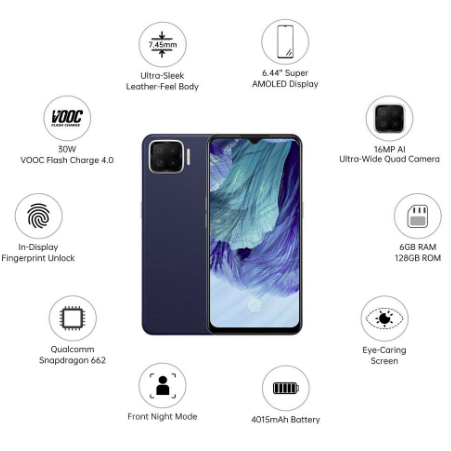 7.45mm
Ultra-Sleek
Leather-Feel Body
6.44" Super
AMOLED Display
VOOC
FLASH CHARGE
30W
VOOC Flash Charge 4.0
16MP AI
Ultra-Wide Quad Camera
In-Display
Fingerprint Unlock
6GB RAM
128GB ROM
Qualcomm
Snapdragon 662
Eye-Caring
Screen
Front Night Mode
4015mAh Battery